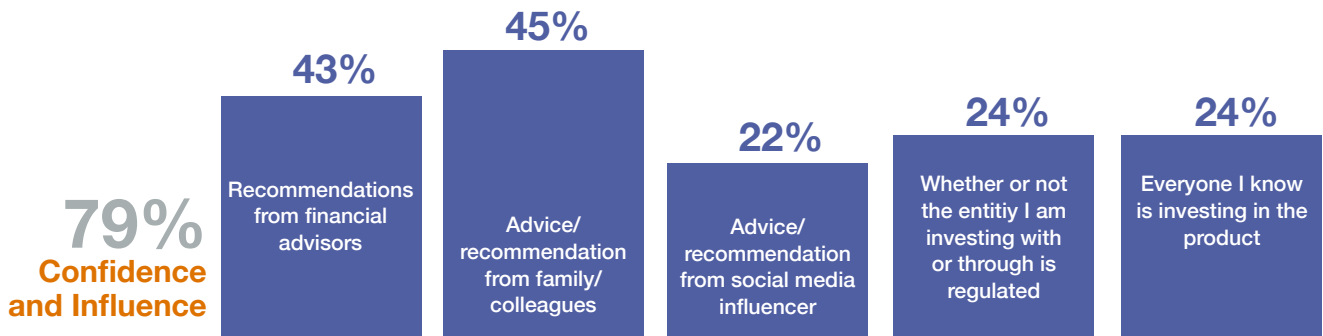 79%
Confidence
and Influence
43%
Recommendations
from financial
advisors
45%
Advice/
recommendation
from family/
colleagues
22%
Advice/
recommendation
from social media
influencer
24%
Whether or not
the entitiy I am
investing with
or through is
regulated
24%
Everyone I know
is investing in the
product